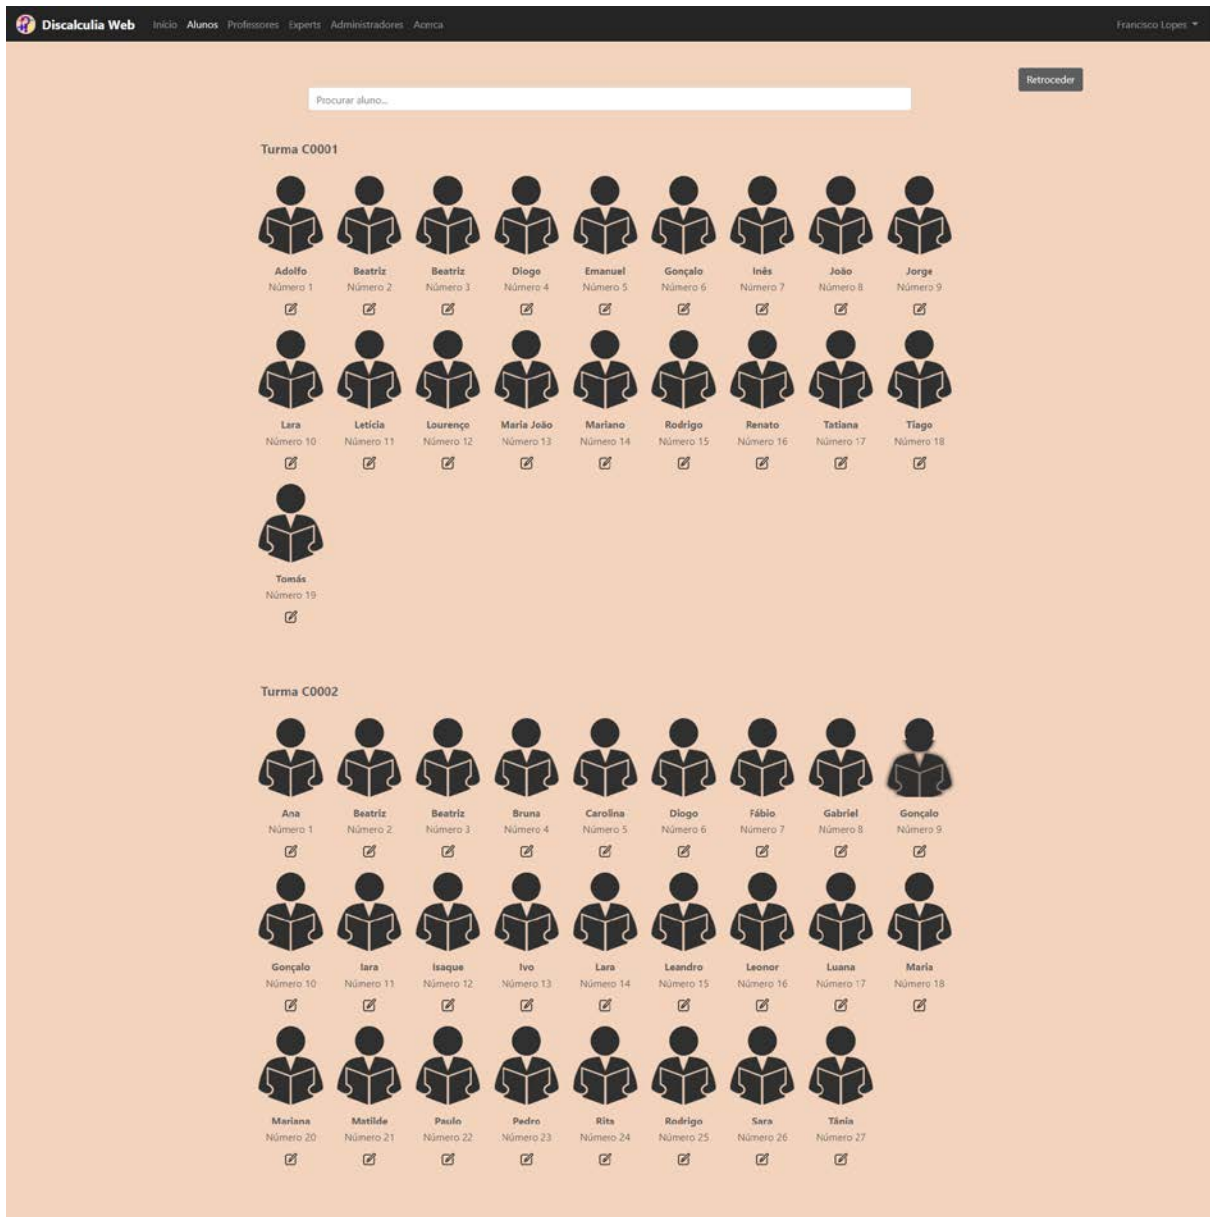 Discalculia Web Início Alunos Professores Experts Administradores Acerca Francisco Lopes
Retroceder
Procurar aluno...
Turma C0001
Adolfo Beatriz Beatriz Diogo Emanuel Gonçalo Inês João Jorge
Número 1 Número 2 Número 3 Número 4 Número 5 Número 6 Número 7 Número 8 Número 9
Lara Letícia Lourenço Maria João Mariano Rodrigo Renato Tatiana Tiago
Número 10 Número 11 Número 12 Número 13 Número 14 Número 15 Número 16 Número 17 Número 18
Tomás
Número 19
Turma C0002
Ana Beatriz Beatriz Bruna Carolina Diogo Fábio Gabriel Gonçalo
Número 1 Número 2 Número 3 Número 4 Número 5 Número 6 Número 7 Número 8 Número 9
Gonçalo Iara Isaque Ivo Lara Leandro Leonor Luana Maria
Número 10 Número 11 Número 12 Número 13 Número 14 Número 15 Número 16 Número 17 Número 18
Mariana Matilde Paulo Pedro Rita Rodrigo Sara Tânia
Número 20 Número 21 Número 22 Número 23 Número 24 Número 25 Número 26 Número 27